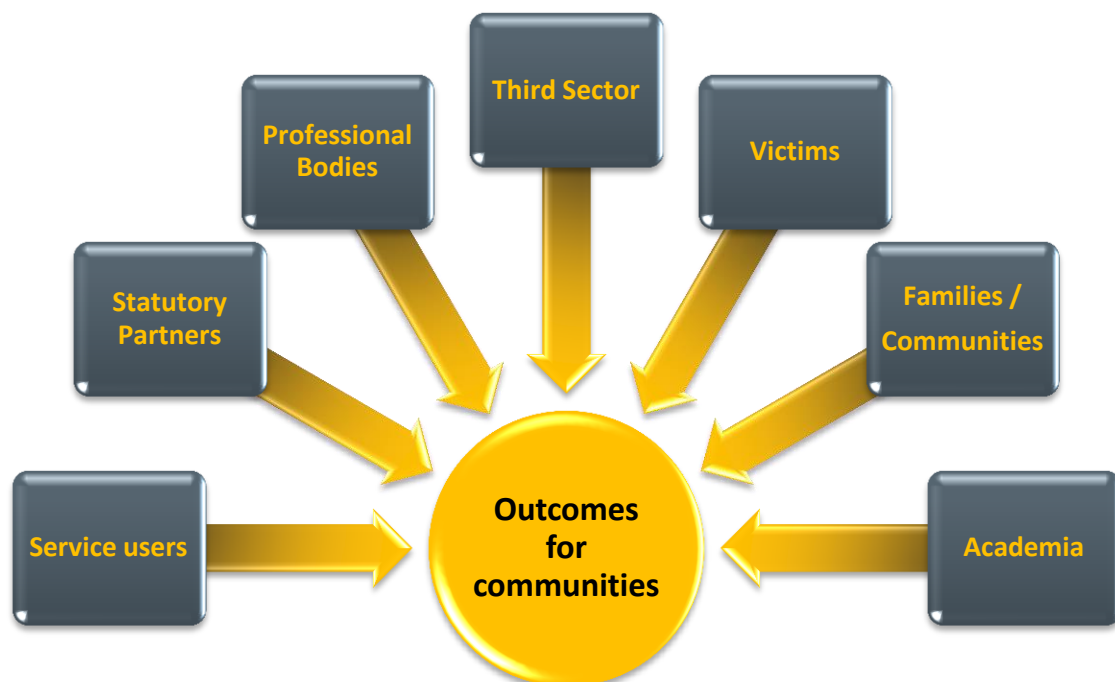 Third Sector
Professional
Bodies
Victims
Statutory
Partners
Families /
Communities
Service users
Outcomes
for
communities
Academia